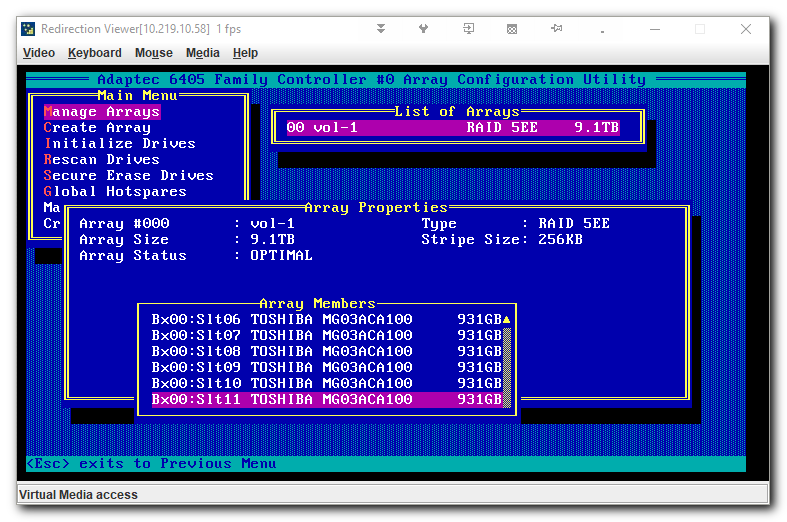 Redirection Viewer[10.219.10.58] 1 fps
Video Keyboard Mouse Media Help
Adaptec 6405 Family Controller #0 Array Configuration Utility
Main Menu
Manage Arrays
Create Array
Initialize Drives
Rescan Drives
Secure Erase Drives
Global Hotspares
Ma
Cr
List of Arrays
00 vol-1 RAID 5EE 9.1TB
Array Properties
Array #000 : vol-1 Type : RAID 5EE
Array Size : 9.1TB Stripe Size: 256KB
Array Status : OPTIMAL
Array Members
Bx00:Slt06 TOSHIBA MG03ACA100 931GB
Bx00:Slt07 TOSHIBA MG03ACA100 931GB
Bx00:Slt08 TOSHIBA MG03ACA100 931GB
Bx00:Slt09 TOSHIBA MG03ACA100 931GB
Bx00:Slt10 TOSHIBA MG03ACA100 931GB
Bx00:Slt11 TOSHIBA MG03ACA100 931GB
<Esc> exits to Previous Menu
Virtual Media access